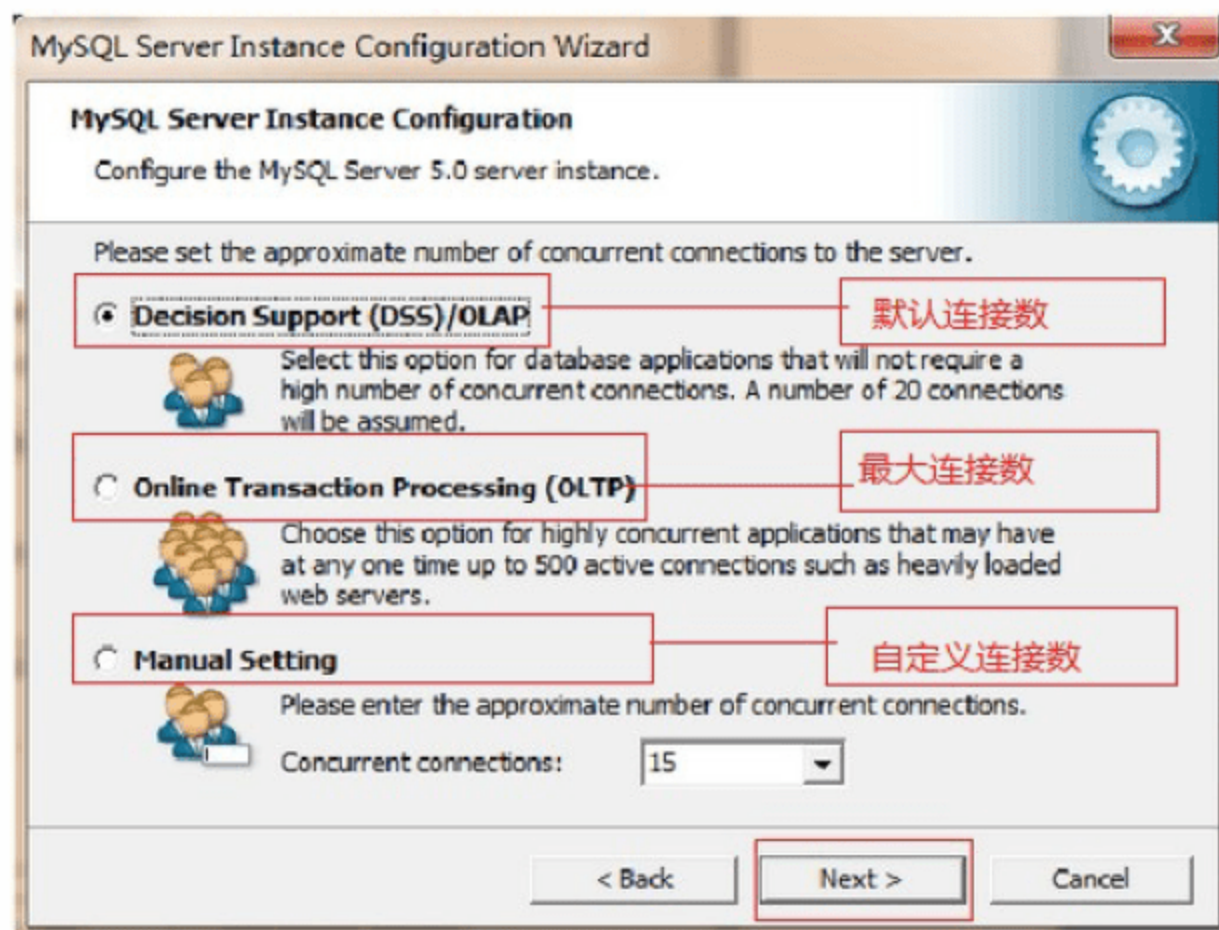 MySQL Server Instance Configuration Wizard
X
MySQL Server Instance Configuration
Configure the MySQL Server 5.0 server instance.
Please set the approximate number of concurrent connections to the server.
Decision Support (DSS)/OLAP
默认连接数
Select this option for database applications that will not require a
high number of concurrent connections. A number of 20 connections
will be assumed.
Online Transaction Processing (OLTP)
最大连接数
Choose this option for highly concurrent applications that may have
at any one time up to 500 active connections such as heavily loaded
web servers.
Manual Setting
自定义连接数
Please enter the approximate number of concurrent connections.
Concurrent connections: 15
< Back Next > Cancel